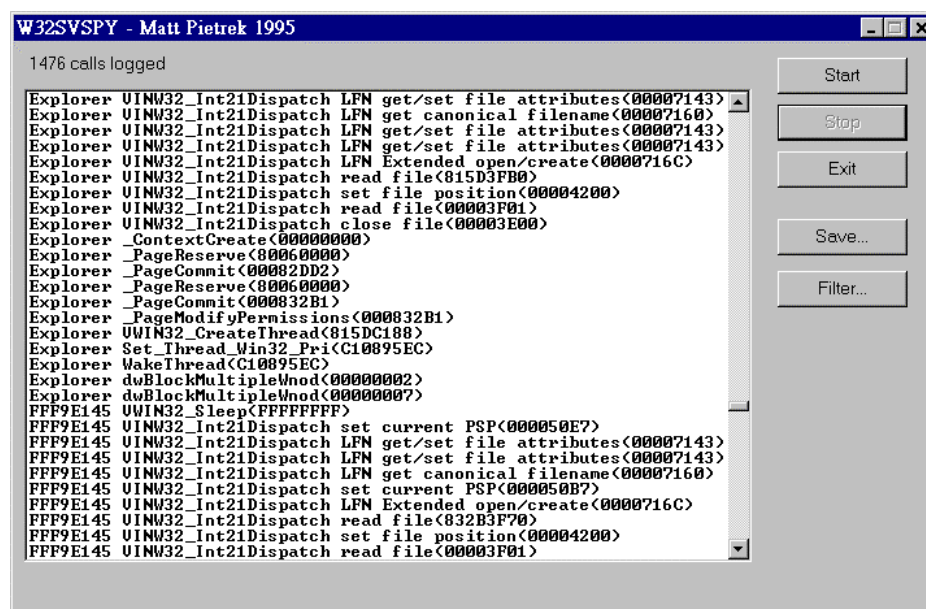 W32SVSPY - Matt Pietrek 1995
1476 calls logged
Explorer VINW32_Int21Dispatch LFN get/set file attributes(00007143)
Explorer VINW32_Int21Dispatch LFN get canonical filename(00007160)
Explorer VINW32_Int21Dispatch LFN get/set file attributes(00007143)
Explorer VINW32_Int21Dispatch LFN get/set file attributes(00007143)
Explorer VINW32_Int21Dispatch LFN Extended open/create(0000716C)
Explorer VINW32_Int21Dispatch read file(815D3FB0)
Explorer VINW32_Int21Dispatch set file position(00004200)
Explorer VINW32_Int21Dispatch read file(00003F01)
Explorer VINW32_Int21Dispatch close file(00003E00)
Explorer _ContextCreate(00000000)
Explorer _PageReserve(80060000)
Explorer _PageCommit(00082DD2)
Explorer _PageReserve(80060000)
Explorer _PageCommit(000832B1)
Explorer _PageModifyPermissions(000832B1)
Explorer VWIN32_CreateThread(815DC188)
Explorer Set_Thread_Win32_Pri(C10895EC)
Explorer WakeThread(C10895EC)
Explorer dwBlockMultipleWnod(00000002)
Explorer dwBlockMultipleWnod(00000007)
FFF9E145 VWIN32_Sleep(FFFFFFFF)
FFF9E145 VINW32_Int21Dispatch set current PSP(000050E7)
FFF9E145 VINW32_Int21Dispatch LFN get/set file attributes(00007143)
FFF9E145 VINW32_Int21Dispatch LFN get/set file attributes(00007143)
FFF9E145 VINW32_Int21Dispatch LFN get canonical filename(00007160)
FFF9E145 VINW32_Int21Dispatch set current PSP(000050B7)
FFF9E145 VINW32_Int21Dispatch LFN Extended open/create(0000716C)
FFF9E145 VINW32_Int21Dispatch read file(832B3F70)
FFF9E145 VINW32_Int21Dispatch set file position(00004200)
FFF9E145 VINW32_Int21Dispatch read file(00003F01)
Start
Stop
Exit
Save...
Filter...